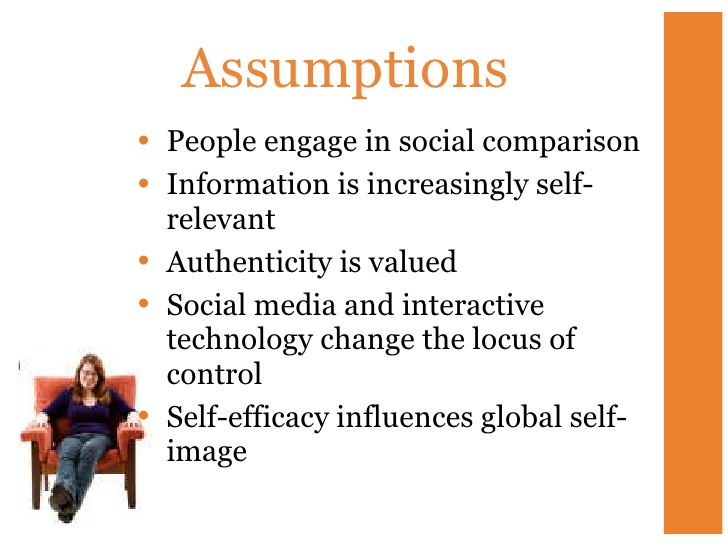 Assumptions
• People engage in social comparison
• Information is increasingly self-
relevant
• Authenticity is valued
• Social media and interactive
technology change the locus of
control
• Self-efficacy influences global self-
image